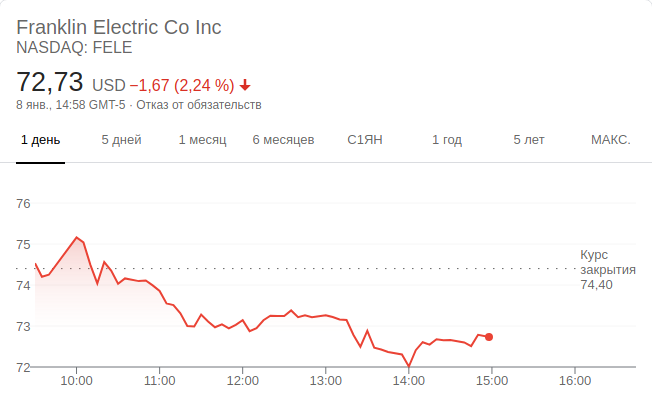 Franklin Electric Co Inc
NASDAQ: FELE
72,73 USD −1,67 (2,24 %)
8 янв., 14:58 GMT-5 · Отказ от обязательств
1 день 5 дней 1 месяц 6 месяцев С1ЯН 1 год 5 лет МАКС.
76
75
Курс
закрытия
74,40
74
73
72
10:00 11:00 12:00 13:00 14:00 15:00 16:00